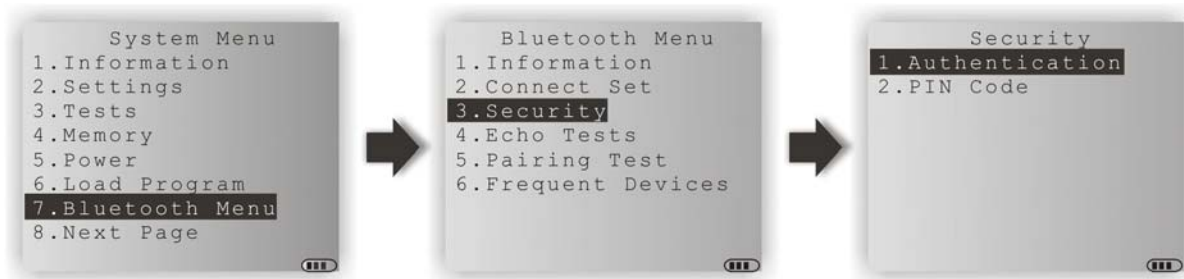 System Menu
1.Information
2.Settings
3.Tests
4.Memory
5.Power
6.Load Program
7.Bluetooth Menu
8.Next Page
Bluetooth Menu
1.Information
2.Connect Set
3.Security
4.Echo Tests
5.Pairing Test
6.Frequent Devices
Security
1.Authentication
2.PIN Code